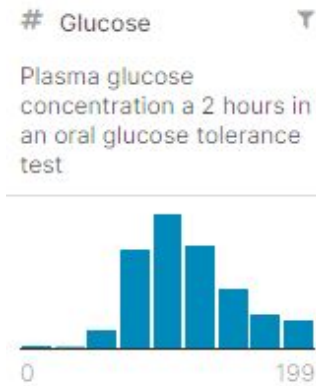 # Glucose
Plasma glucose
concentration a 2 hours in
an oral glucose tolerance
test
0 199